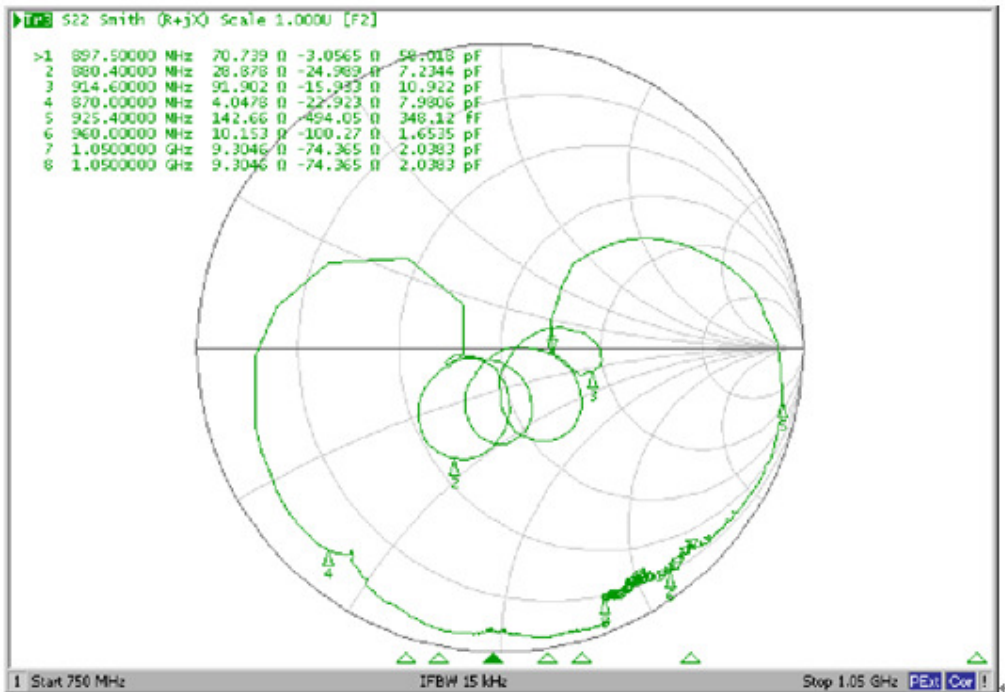 ▶Tr3 S22 Smith (R+jX) Scale 1.000U [F2]
>1 897.50000 MHz 70.739 Ω -3.0565 Ω 58.018 pF
2 880.40000 MHz 28.878 Ω -24.989 Ω 7.2344 pF
3 914.60000 MHz 91.902 Ω -15.933 Ω 10.922 pF
4 870.00000 MHz 4.0478 Ω -22.923 Ω 7.9806 pF
5 925.40000 MHz 142.66 Ω -494.05 Ω 348.12 fF
6 960.00000 MHz 10.153 Ω -100.27 Ω 1.6535 pF
7 1.0500000 GHz 9.3046 Ω -74.365 Ω 2.0383 pF
8 1.0500000 GHz 9.3046 Ω -74.365 Ω 2.0383 pF
3
5
2
4
6
8
1 Start 750 MHz IFBW 15 kHz Stop 1.05 GHz PExt Cor !